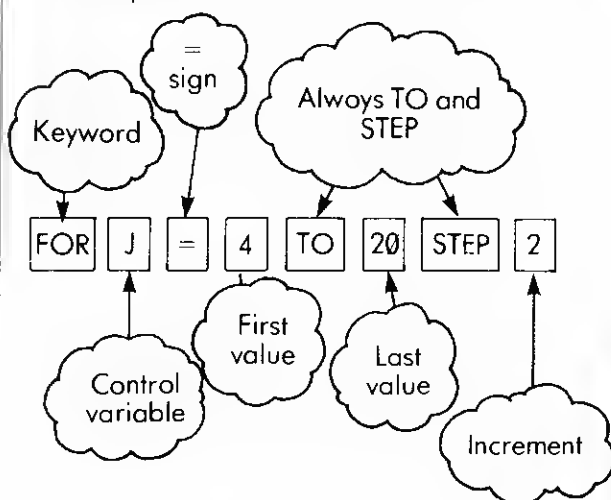 =
sign
Keyword
Alwoys TO and
STEP
FOR J = 4 TO 20 STEP 2
First
value
Last
value
Control
variable
Increment